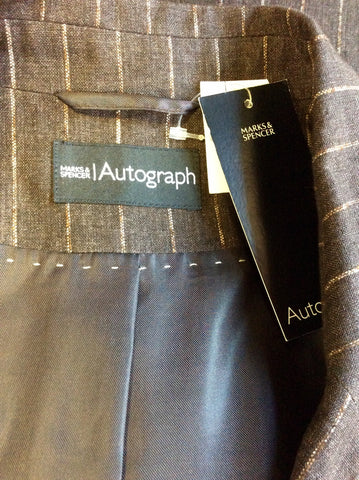 MARKS &
SPENCER | Autograph
MARKS &
SPENCER
Auto